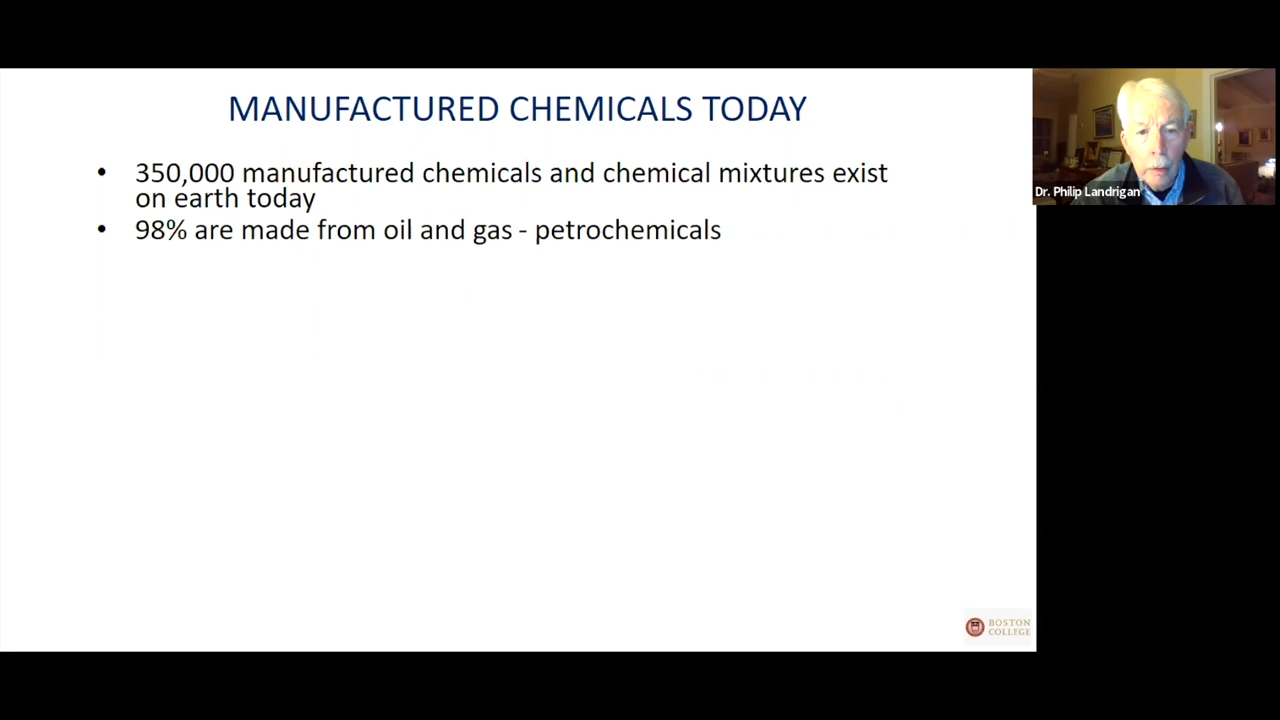 MANUFACTURED CHEMICALS TODAY
• 350,000 manufactured chemicals and chemical mixtures exist
on earth today
• 98% are made from oil and gas - petrochemicals
Dr. Philip Landrigan
BOSTON
COLLEGE